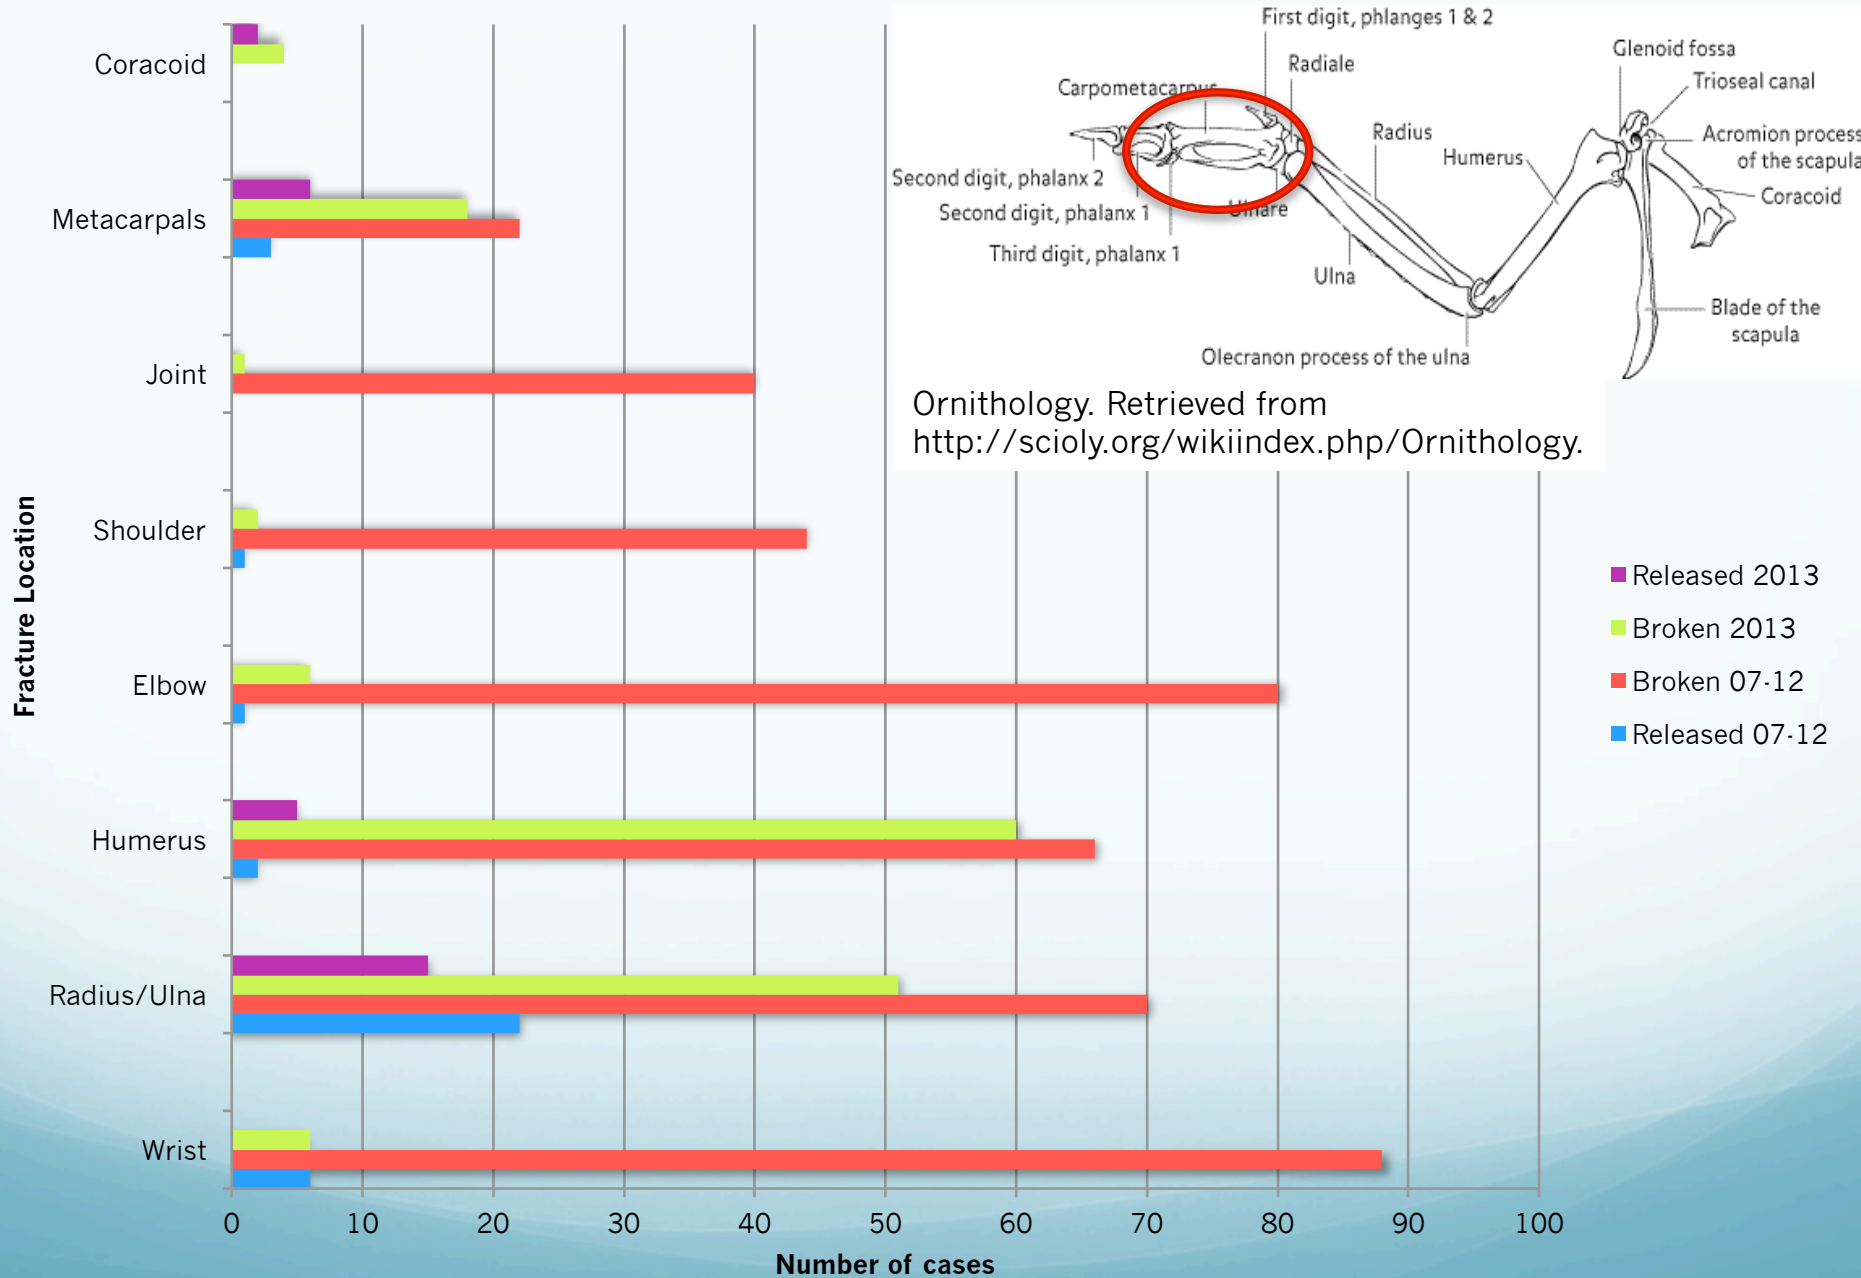 First digit, phlanges 1 & 2
Radiale
Carpometacarpus
Glenoid fossa
Trioseal canal
Acromion process
of the scapula
Radius
Humerus
Coracoid
Second digit, phalanx 2
Second digit, phalanx 1
Ulnare
Third digit, phalanx 1
Ulna
Blade of the
scapula
Olecranon process of the ulna
Ornithology. Retrieved from
http://scioly.org/wikiindex.php/Ornithology.
Fracture Location
Coracoid
Metacarpals
Joint
Shoulder
Elbow
Humerus
Radius/Ulna
Wrist
Released 2013
Broken 2013
Broken 07-12
Released 07-12
0 10 20 30 40 50 60 70 80 90 100
Number of cases